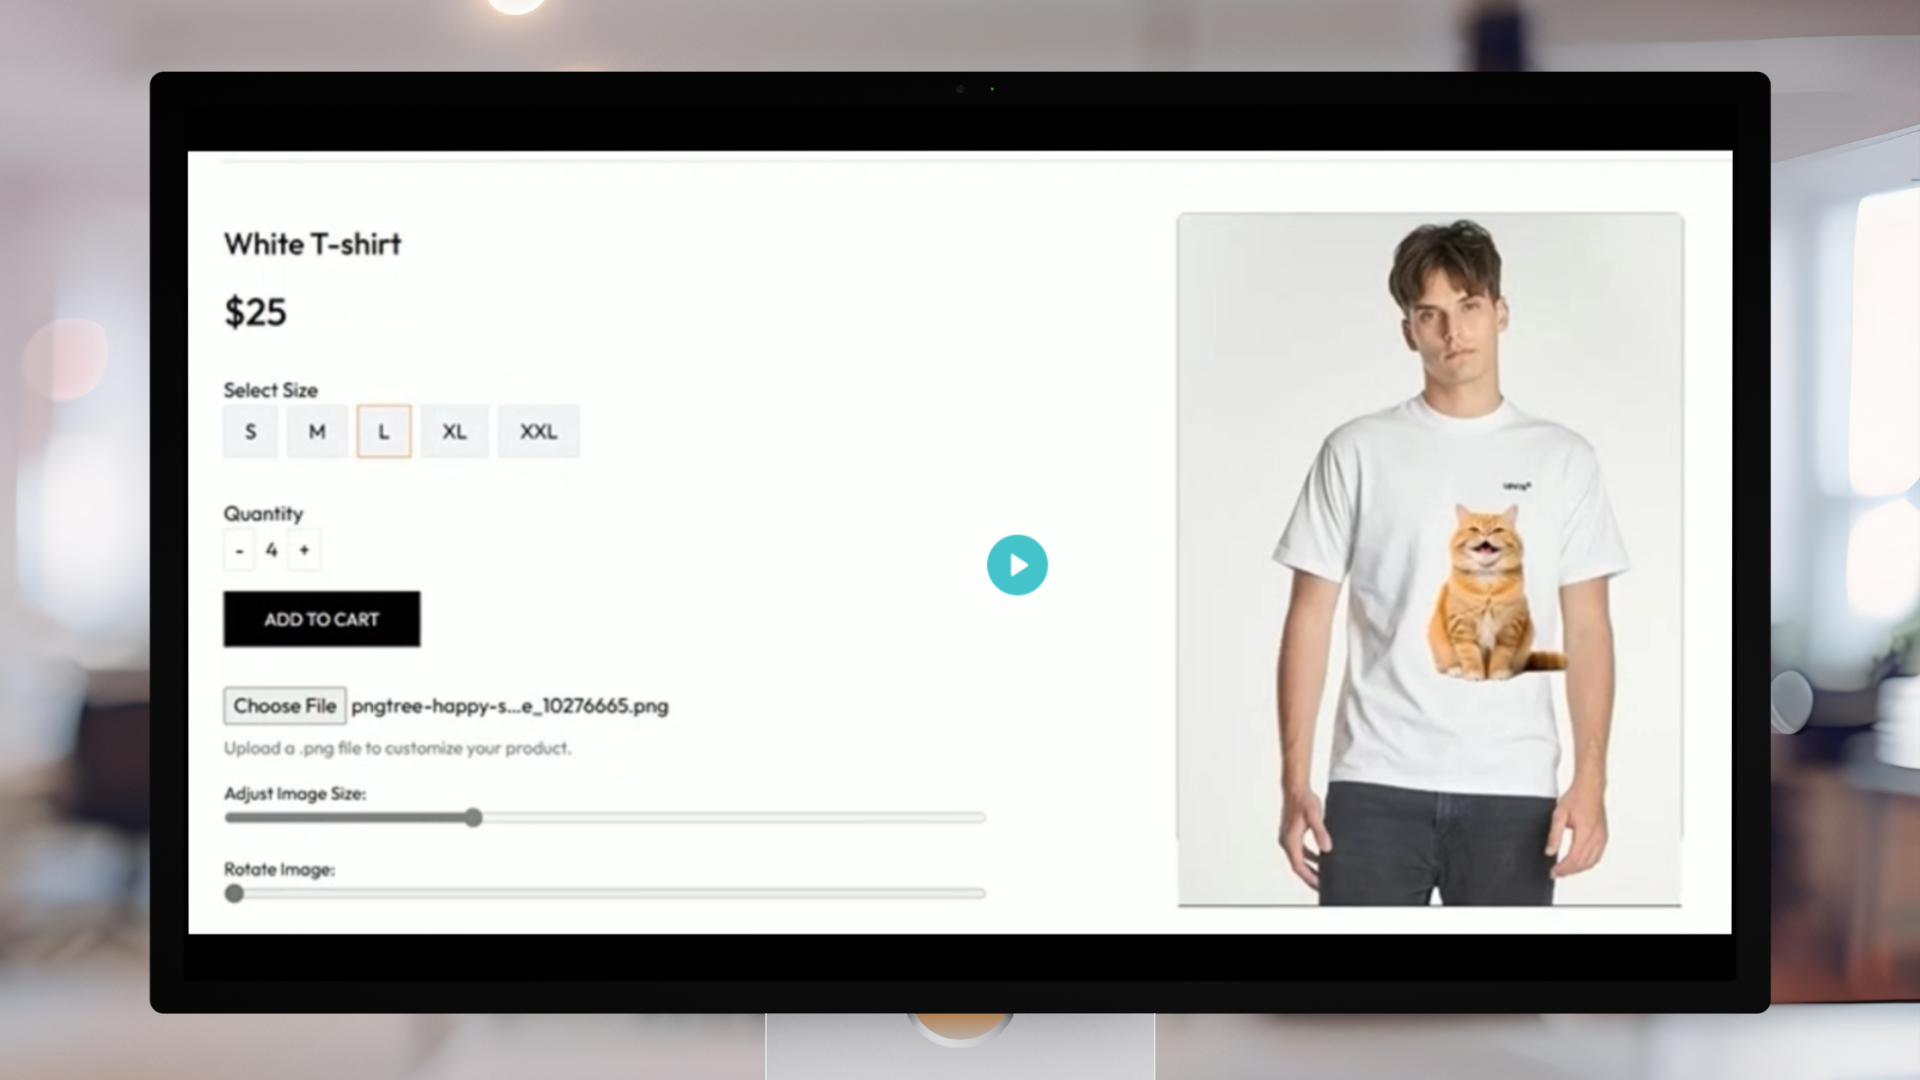 White T-shirt
$25
Select Size
S M L XL XXL
Quantity
- 4 +
ADD TO CART
Choose File pngtree-happy-s...e_10276665.png
Upload a .png file to customize your product.
Adjust Image Size:
Rotate Image: